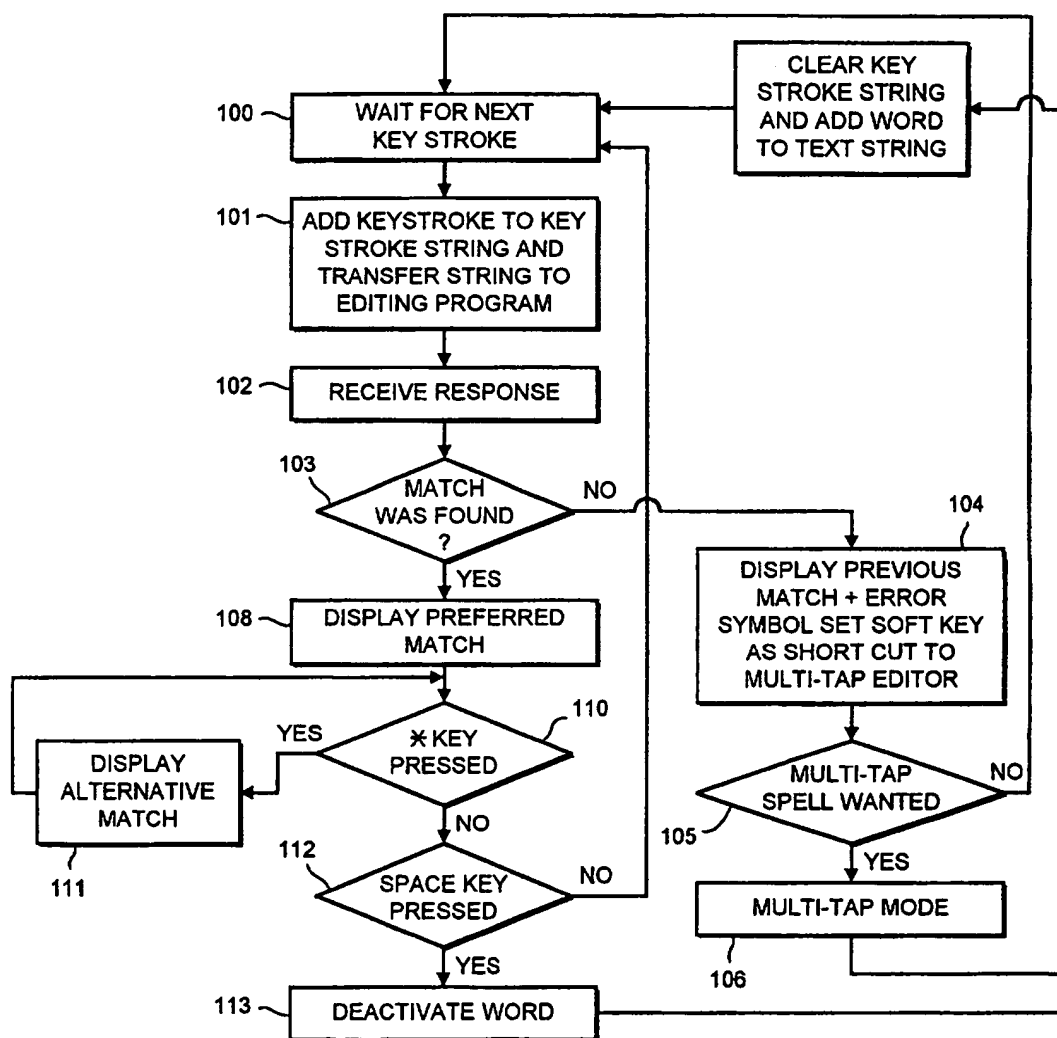 100
WAIT FOR NEXT
KEY STROKE
CLEAR KEY
STROKE STRING
AND ADD WORD
TO TEXT STRING
101
ADD KEYSTROKE TO KEY
STROKE STRING AND
TRANSFER STRING TO
EDITING PROGRAM
102
RECEIVE RESPONSE
103
MATCH
WAS FOUND
?
NO
YES
104
DISPLAY PREVIOUS
MATCH + ERROR
SYMBOL SET SOFT KEY
AS SHORT CUT TO
MULTI-TAP EDITOR
108
DISPLAY PREFERRED
MATCH
110
* KEY
PRESSED
YES
NO
DISPLAY
ALTERNATIVE
MATCH
111
105
MULTI-TAP
SPELL WANTED
NO
YES
112
SPACE KEY
PRESSED
NO
YES
MULTI-TAP MODE
106
113
DEACTIVATE WORD